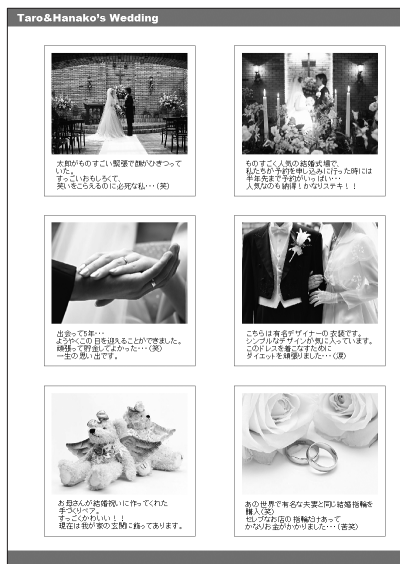 Taro&Hanako's Wedding
太郎がものすごい緊張で顔がひきつって
いた。
すっごいおもしろくて、
笑いをこらえるのに必死な私・・・(笑)
ものすごく人気の結婚式場で、
私たちが予約を申し込みに行った時には
半年先まで予約がいっぱい・・・
人気なのも納得！かなりステキ！！
出会って5年・・・
ようやくこの日を迎えることができました。
頑張って貯金してよかった・・・(笑)
一生の思い出です。
こちらは有名デザイナーの衣装です。
シンプルなデザインが気に入っています。
このドレスを着こなすために
ダイエットを頑張りました・・・(涙)
お母さんが結婚祝いに作ってくれた
手づくりベア。
すっごくかわいい！！
現在は我が家の玄関に飾ってあります。
あの世界で有名な夫妻と同じ結婚指輪を
購入(笑)
セレブなお店の指輪だけあって
かなりお金がかかりました・・・(苦笑)